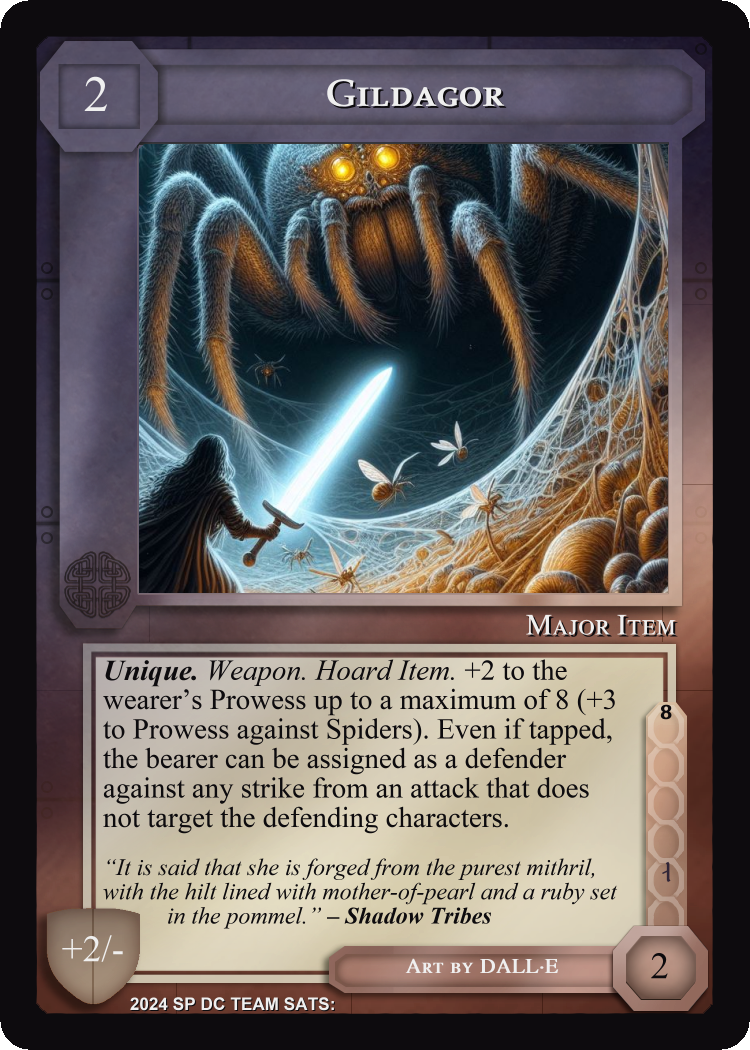 2
Gildagor
Major Item
Unique. Weapon. Hoard Item. +2 to the
wearer’s Prowess up to a maximum of 8 (+3
to Prowess against Spiders). Even if tapped,
the bearer can be assigned as a defender
against any strike from an attack that does
not target the defending characters.
8
“It is said that she is forged from the purest mithril,
with the hilt lined with mother-of-pearl and a ruby set
in the pommel.” – Shadow Tribes
+2/-
Art by DALL·E
2
2024 SP DC TEAM SATS: